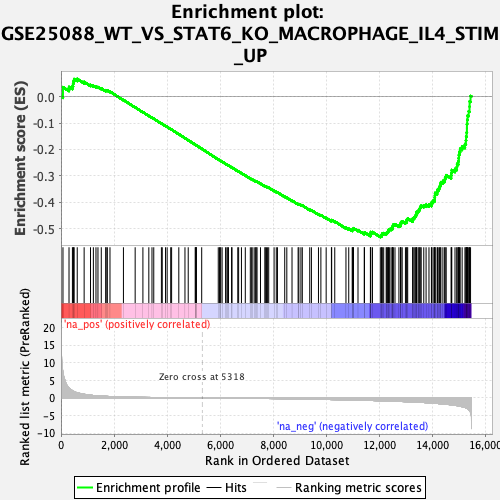 Enrichment plot:
GSE25088_WT_VS_STAT6_KO_MACROPHAGE_IL4_STIM
_UP
Enrichment score (ES)
0.0
-0.1
-0.2
-0.3
-0.4
-0.5
'na_pos' (positively correlated)
Ranked list metric (PreRanked)
20
15
10
5
0
-5
-10
Zero cross at 5318
'na_neg' (negatively correlated)
0
2,000
4,000
6,000
8,000
10,000
12,000
14,000
16,000
Rank in Ordered Dataset
Enrichment profile
Hits
Ranking metric scores